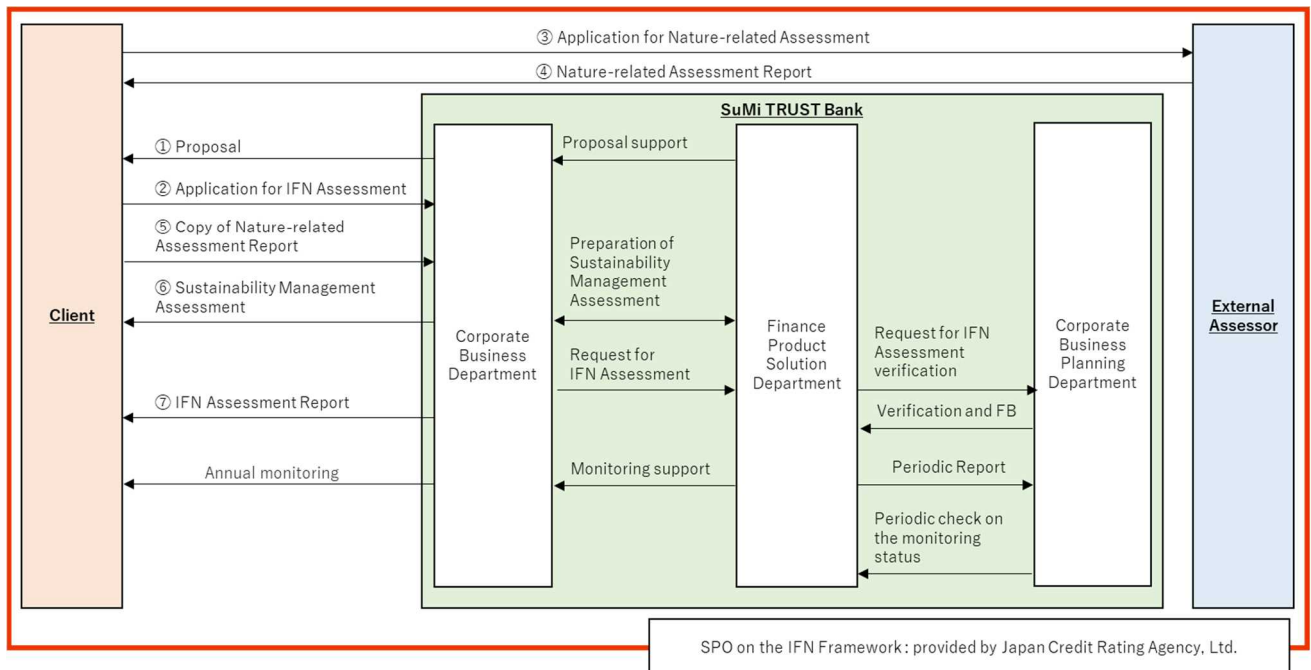 ③ Application for Nature-related Assessment
④ Nature-related Assessment Report
SuMi TRUST Bank
① Proposal
Proposal support
② Application for IFN Assessment
⑤ Copy of Nature-related
Assessment Report
Preparation of
Sustainability
Management
Assessment
⑥ Sustainability Management
Assessment
Client
Corporate
Business
Department
Finance
Product
Solution
Department
Corporate
Business
Planning
Department
External
Assessor
Request for
IFN Assessment
Request for IFN
Assessment
verification
⑦ IFN Assessment Report
Verification and FB
Annual monitoring
Monitoring support
Periodic Report
Periodic check on
the monitoring
status
SPO on the IFN Framework : provided by Japan Credit Rating Agency, Ltd.